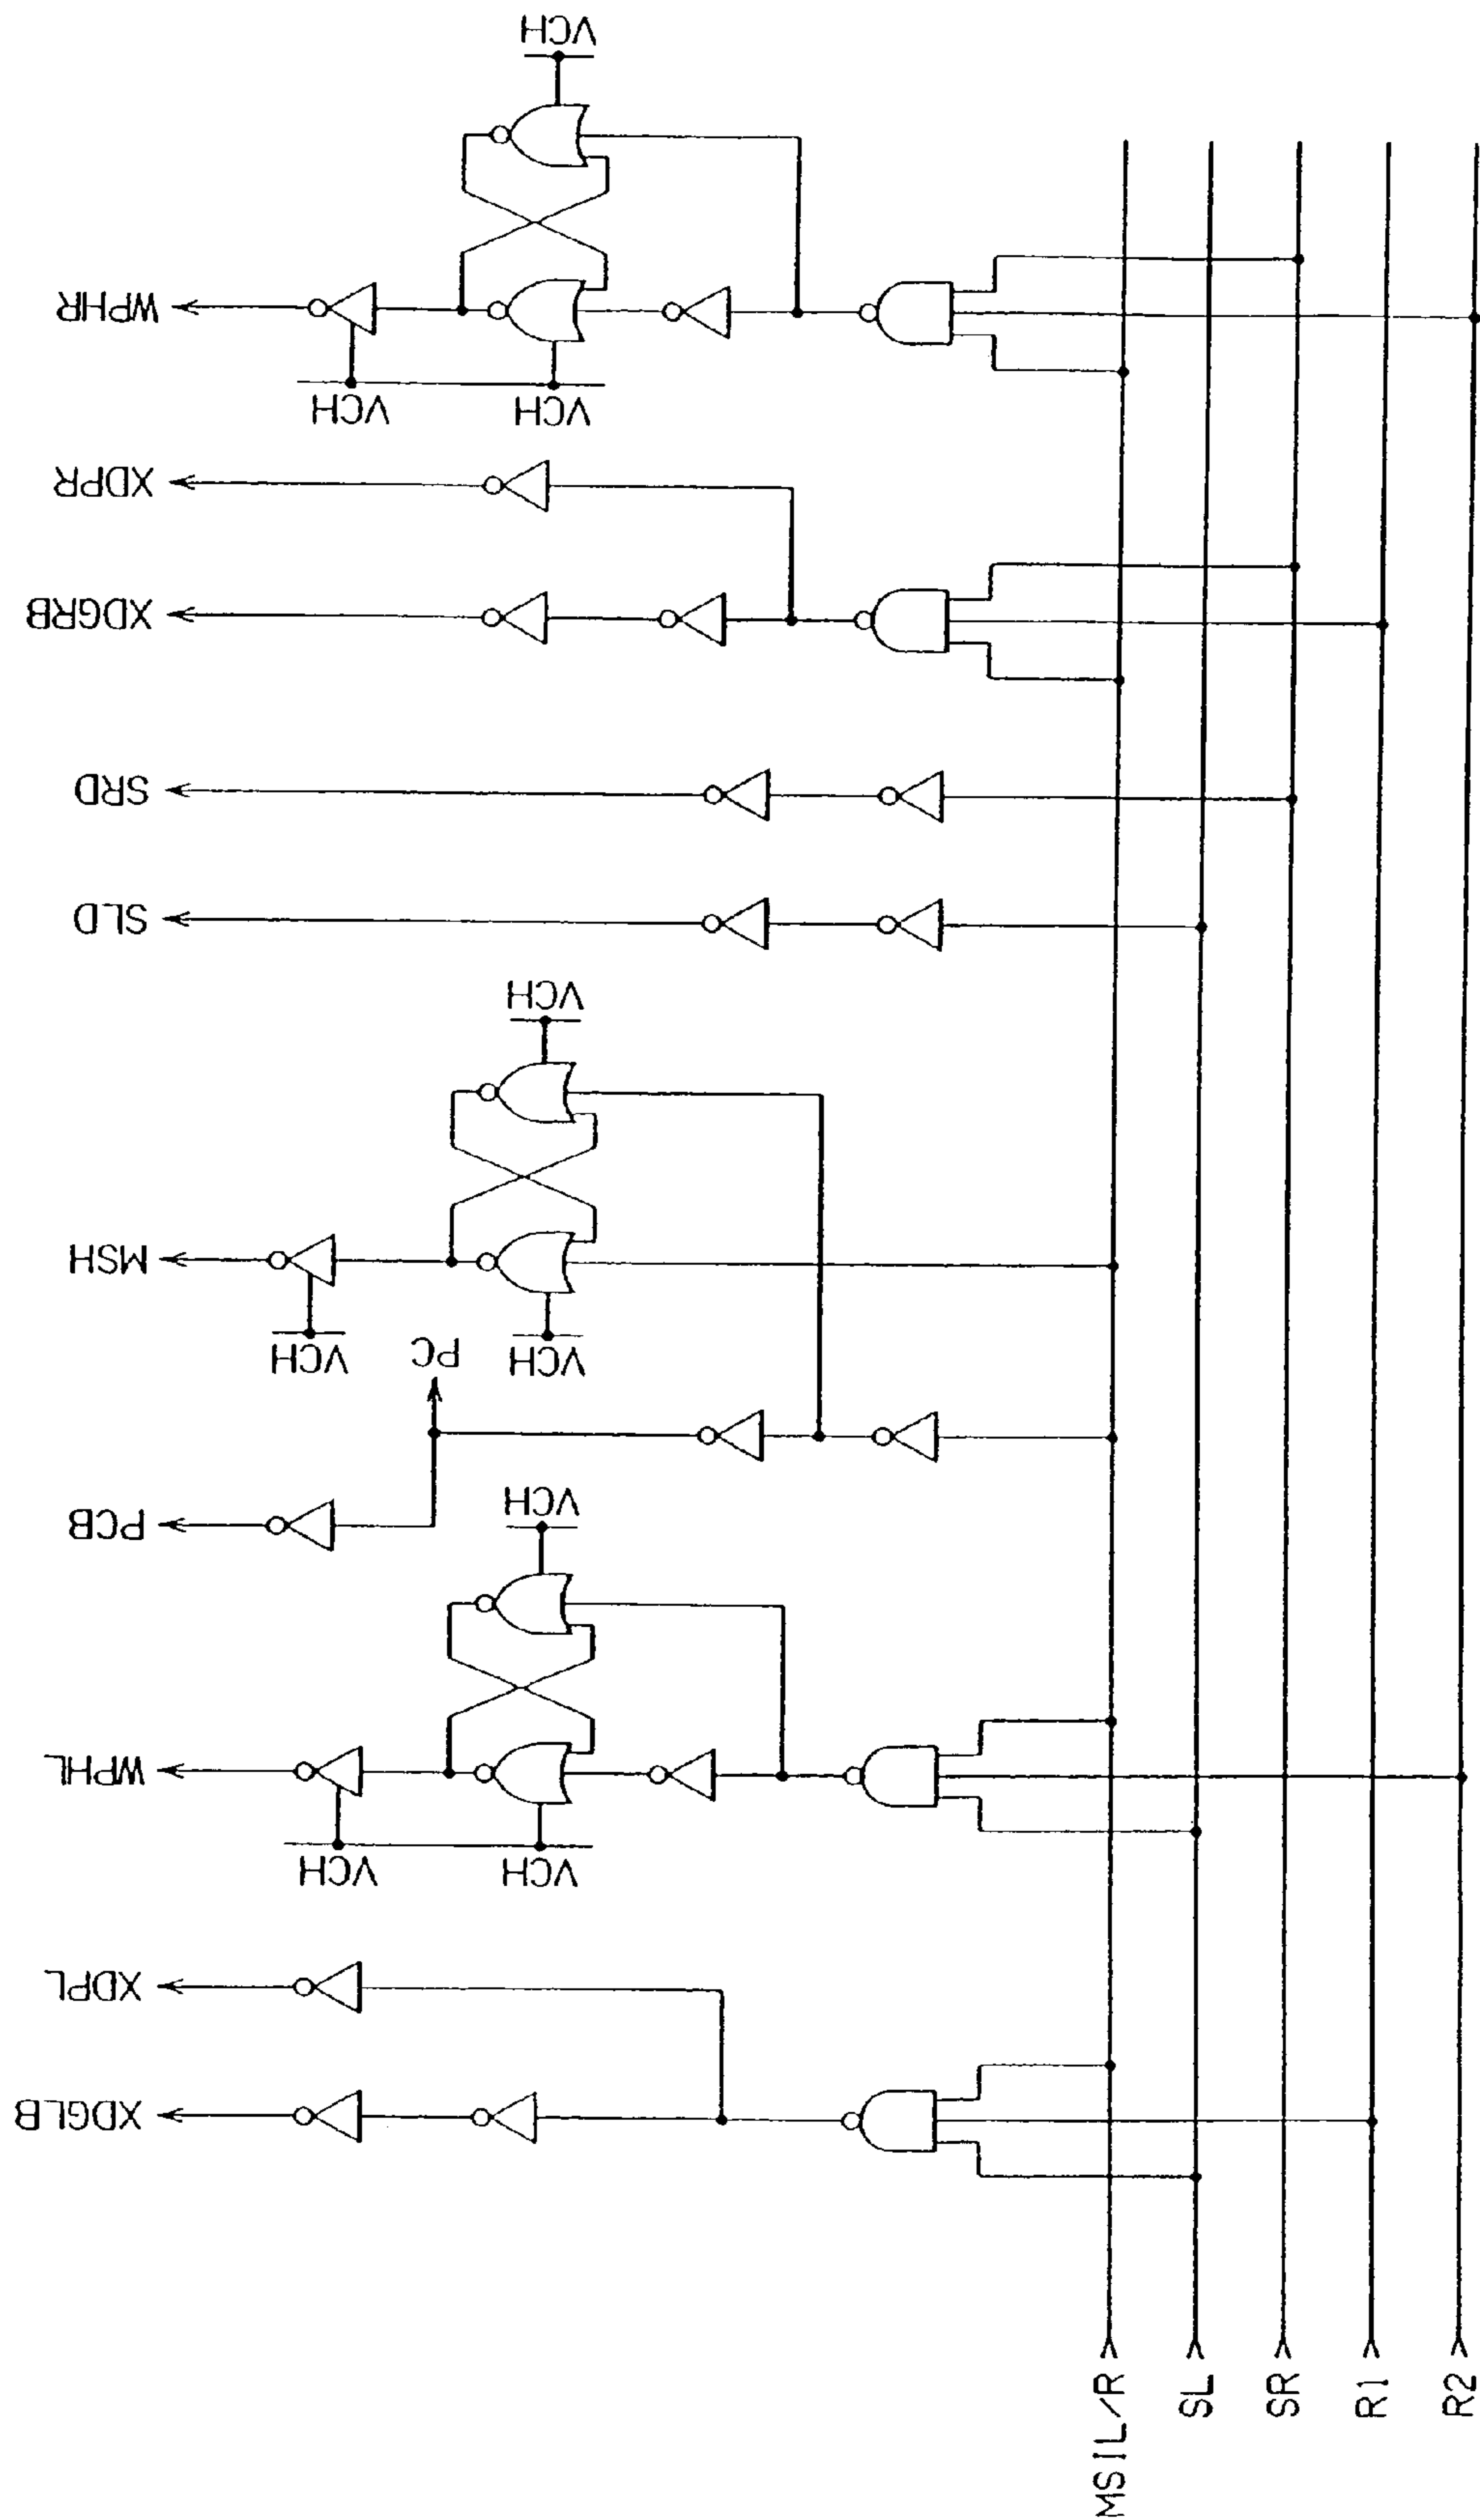 VCH
WPHR
VCH
VCH
XDPR
XDGRB
SRD
SLD
VCH
MSH
VCH
PC
VCH
PCB
VCH
WPHL
VCH
VCH
XDPL
XDGLB
MSIL/R
SL
SR
R1
R2